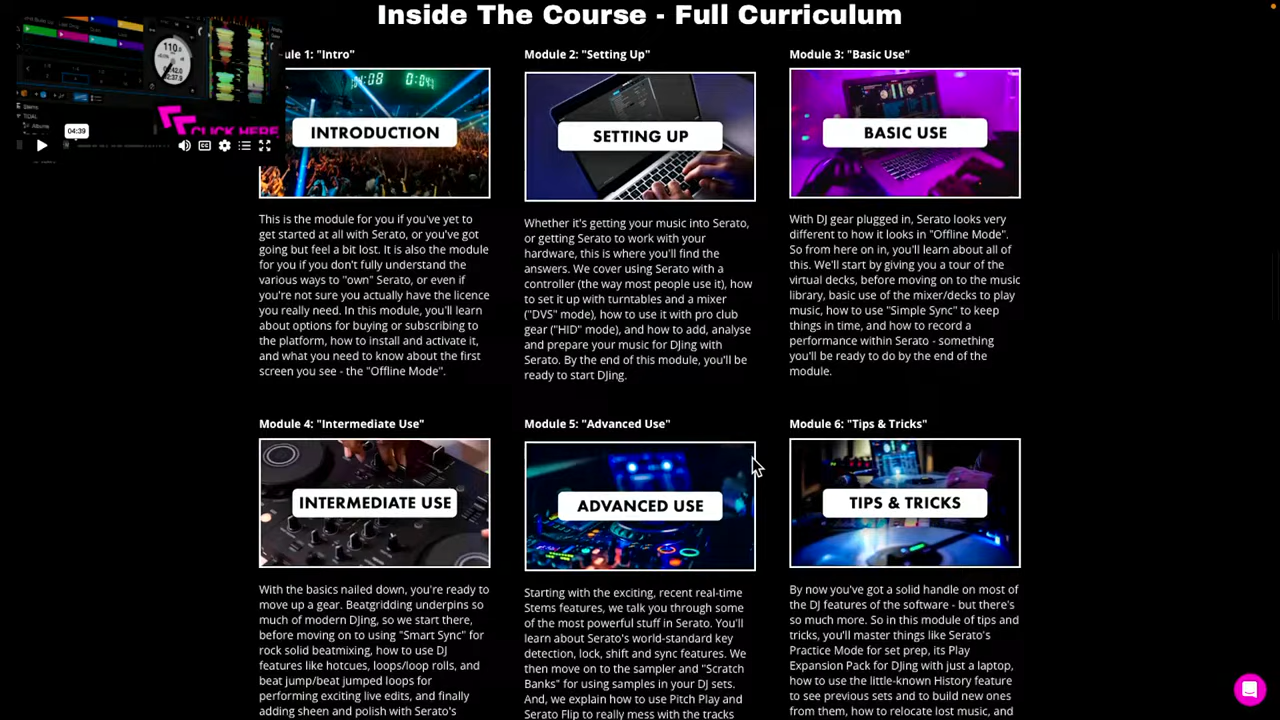 Inside The Course - Full Curriculum
ule 1: "Intro"
CLICK HERE
Stems
TIDAL
Albums
04:39
INTRODUCTION
This is the module for you if you've yet to
get started at all with Serato, or you've got
going but feel a bit lost. It is also the module
for you if you don't fully understand the
various ways to "own" Serato, or even if
you're not sure you actually have the licence
you really need. In this module, you'll learn
about options for buying or subscribing to
the platform, how to install and activate it,
and what you need to know about the first
screen you see - the "Offline Mode".
Module 2: "Setting Up"
SETTING UP
Whether it's getting your music into Serato,
or getting Serato to work with your
hardware, this is where you'll find the
answers. We cover using Serato with a
controller (the way most people use it), how
to set it up with turntables and a mixer
("DVS" mode), how to use it with pro club
gear ("HID" mode), and how to add, analyse
and prepare your music for DJing with
Serato. By the end of this module, you'll be
ready to start DJing.
Module 3: "Basic Use"
BASIC USE
With DJ gear plugged in, Serato looks very
different to how it looks in "Offline Mode".
So from here on in, you'll learn about all of
this. We'll start by giving you a tour of the
virtual decks, before moving on to the music
library, basic use of the mixer/decks to play
music, how to use "Simple Sync" to keep
things in time, and how to record a
performance within Serato - something
you'll be ready to do by the end of the
module.
Module 4: "Intermediate Use"
INTERMEDIATE USE
With the basics nailed down, you're ready to
move up a gear. Beatgridding underpins so
much of modern DJing, so we start there,
before moving on to using "Smart Sync" for
rock solid beatmixing, how to use DJ
features like hotcues, loops/loop rolls, and
beat jump/beat jumped loops for
performing exciting live edits, and finally
adding sheen and polish with Serato's
Module 5: "Advanced Use"
ADVANCED USE
Starting with the exciting, recent real-time
Stems features, we talk you through some
of the most powerful stuff in Serato. You'll
learn about Serato's world-standard key
detection, lock, shift and sync features. We
then move on to the sampler and "Scratch
Banks" for using samples in your DJ sets.
And, we explain how to use Pitch Play and
Serato Flip to really mess with the tracks
Module 6: "Tips & Tricks"
TIPS & TRICKS
By now you've got a solid handle on most of
the DJ features of the software - but there's
so much more. So in this module of tips and
tricks, you'll master things like Serato's
Practice Mode for set prep, its Play
Expansion Pack for DJing with just a laptop,
how to use the little-known History feature
to see previous sets and to build new ones
from them, how to relocate lost music, and